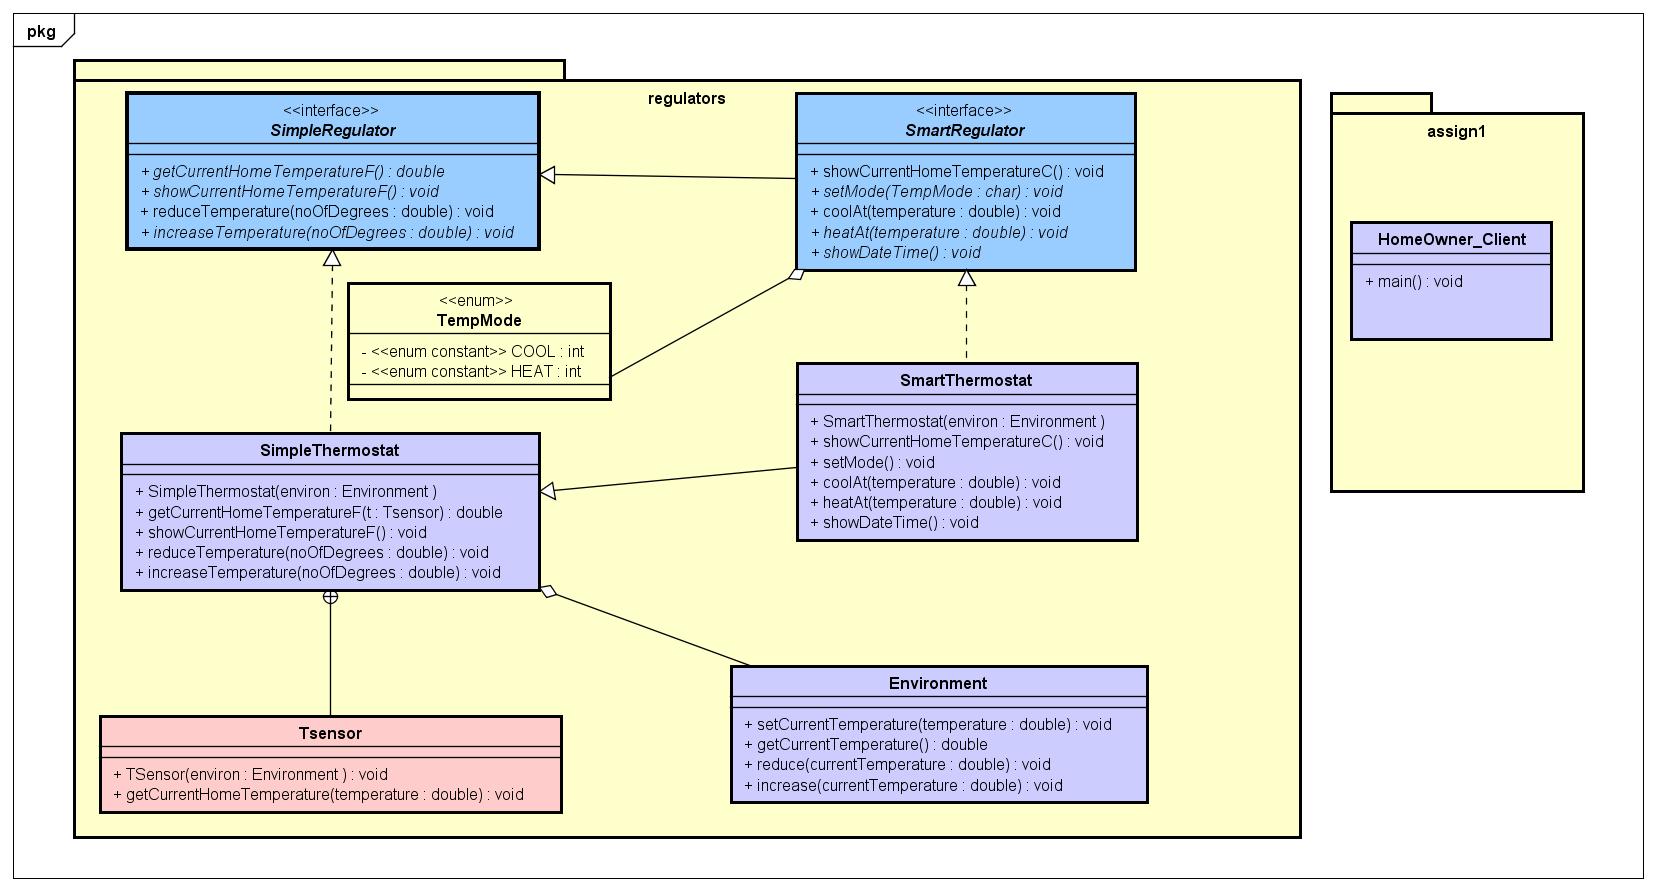 pkg
regulators
<<interface>>
SimpleRegulator
+ getCurrentHomeTemperatureF() : double
+ showCurrentHomeTemperatureF() : void
+ reduceTemperature(noOfDegrees : double) : void
+ increaseTemperature(noOfDegrees : double) : void
<<interface>>
SmartRegulator
+ showCurrentHomeTemperatureC() : void
+ setMode(TempMode : char) : void
+ coolAt(temperature : double) : void
+ heatAt(temperature : double) : void
+ showDateTime() : void
<<enum>>
TempMode
- <<enum constant>> COOL : int
- <<enum constant>> HEAT : int
SmartThermostat
+ SmartThermostat(environ : Environment )
+ showCurrentHomeTemperatureC() : void
+ setMode() : void
+ coolAt(temperature : double) : void
+ heatAt(temperature : double) : void
+ showDateTime() : void
SimpleThermostat
+ SimpleThermostat(environ : Environment )
+ getCurrentHomeTemperatureF(t : Tsensor) : double
+ showCurrentHomeTemperatureF() : void
+ reduceTemperature(noOfDegrees : double) : void
+ increaseTemperature(noOfDegrees : double) : void
Tsensor
+ TSensor(environ : Environment ) : void
+ getCurrentHomeTemperature(temperature : double) : void
Environment
+ setCurrentTemperature(temperature : double) : void
+ getCurrentTemperature() : double
+ reduce(currentTemperature : double) : void
+ increase(currentTemperature : double) : void
assign1
HomeOwner_Client
+ main() : void